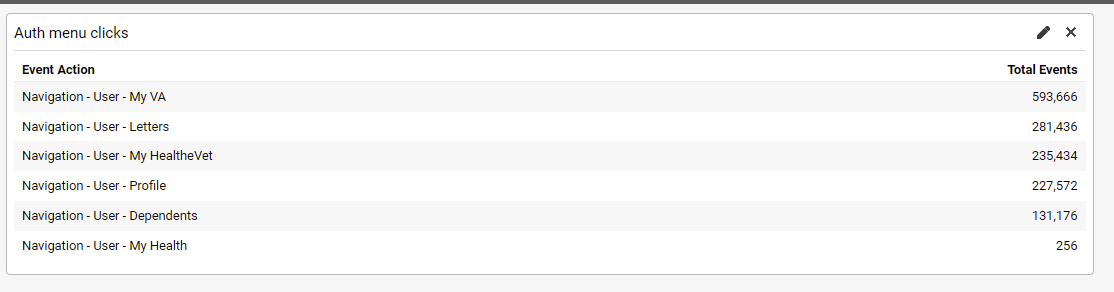 Auth menu clicks
Event Action Total Events
Navigation - User - My VA 593,666
Navigation - User - Letters 281,436
Navigation - User - My HealtheVet 235,434
Navigation - User - Profile 227,572
Navigation - User - Dependents 131,176
Navigation - User - My Health 256